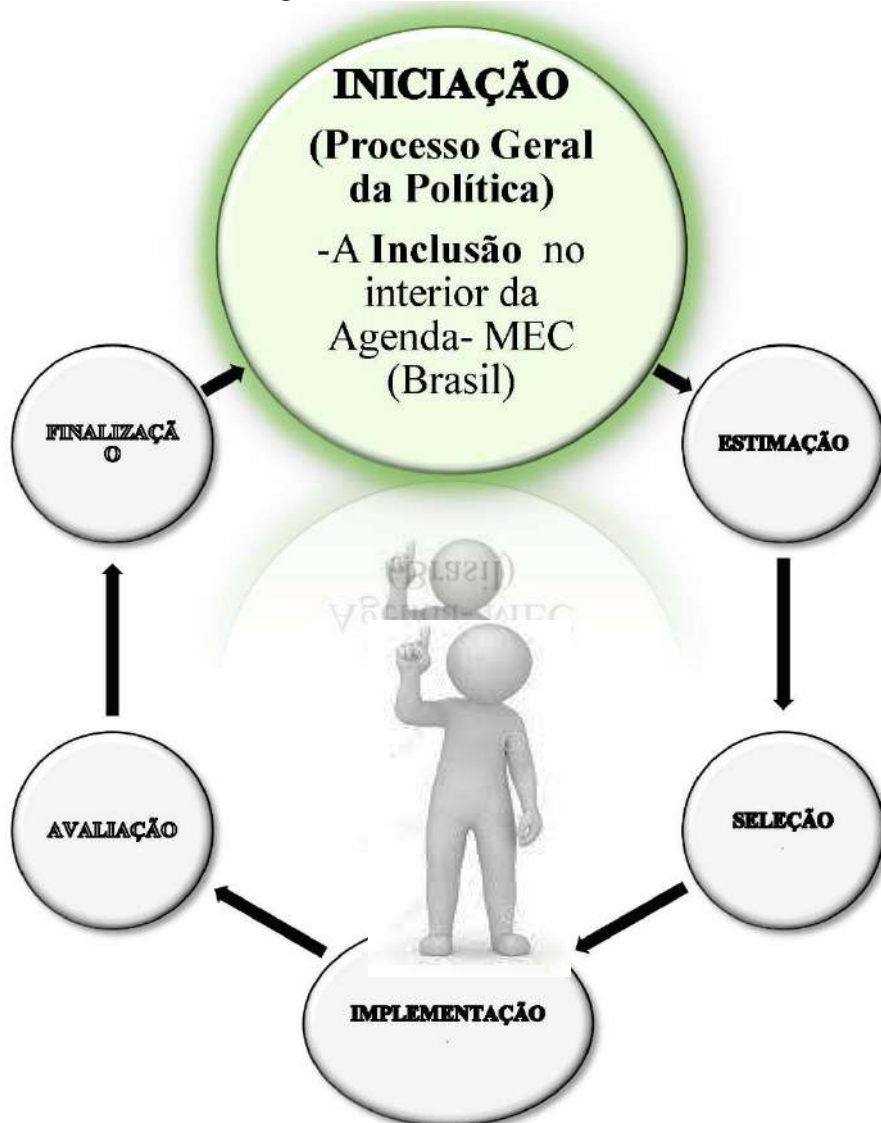 INICIAÇÃO
(Processo Geral
da Política)
-A Inclusão no
interior da
Agenda- MEC
(Brasil)
FINALIZAÇÃ
O
ESTIMAÇÃO
AVALIAÇÃO
SELEÇÃO
.
IMPLEMENTAÇÃO
.